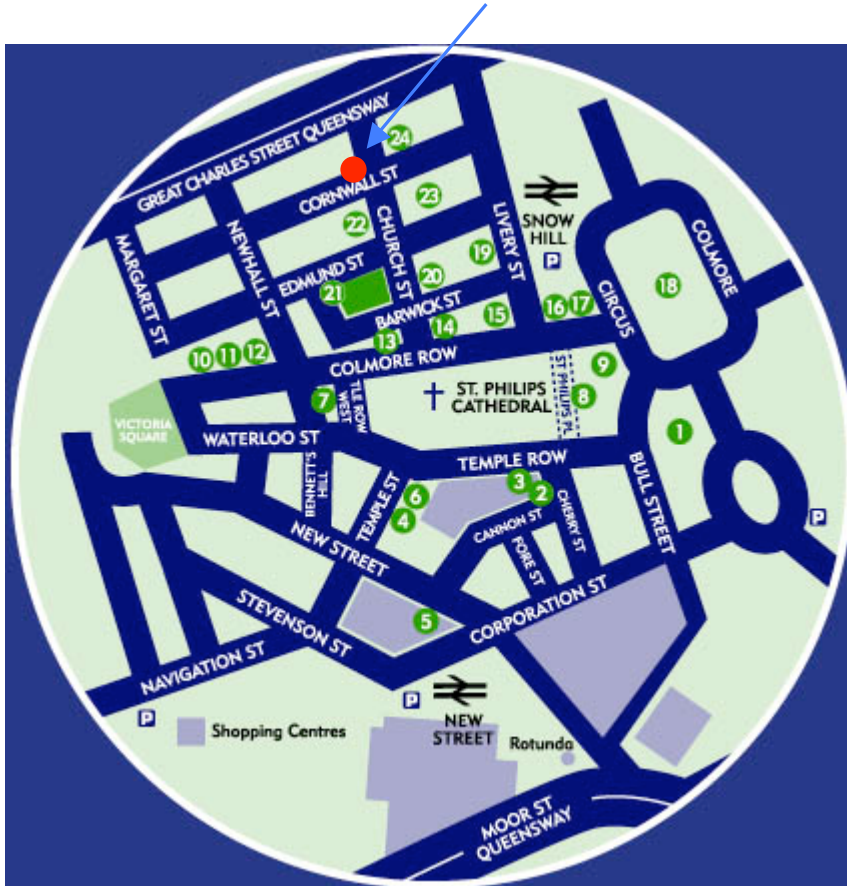 GREAT CHARLES STREET QUEENSWAY
24
CORNWALL ST
23
22
MARGARET ST
NEWHALL ST
CHURCH ST
LIVERY ST
SNOW
HILL
P
COLMORE
CIRCUS
18
EDMUND ST
21
20
19
BARWICK ST
13
14
15
16
17
10
11
12
COLMORE ROW
9
8
ST. PHILIPS PL
ST. PHILIPS
CATHEDRAL
7
TLE ROW
WEST
VICTORIA
SQUARE
WATERLOO ST
1
TEMPLE ROW
BENNETT'S
HILL
TEMPLE ST
6
4
3
2
CANNON ST
CHERRY ST
FORE ST
BULL STREET
P
NEW STREET
5
CORPORATION ST
STEVENSON ST
NAVIGATION ST
P
P
NEW
STREET
Shopping Centres
Rotunda
MOOR ST
QUEENSWAY